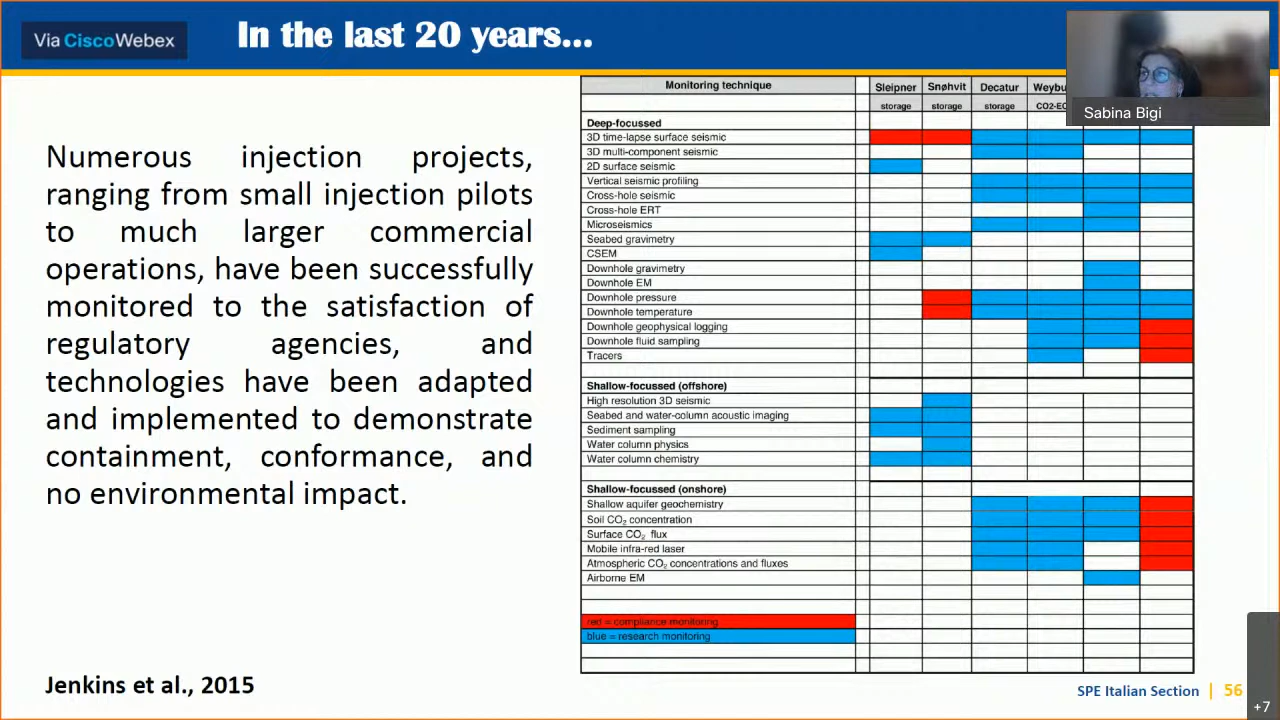 Via Cisco Webex
In the last 20 years...
Sabina Bigi
Numerous injection projects,
ranging from small injection pilots
to much larger commercial
operations, have been successfully
monitored to the satisfaction of
regulatory agencies, and
technologies have been adapted
and implemented to demonstrate
containment, conformance, and
no environmental impact.
Jenkins et al., 2015
Monitoring technique Sleipner Snøhvit Decatur Weybu
storage storage storage CO2-EO
Deep-focussed
3D time-lapse surface seismic
3D multi-component seismic
2D surface seismic
Vertical seismic profiling
Cross-hole seismic
Cross-hole ERT
Microseismics
Seabed gravimetry
CSEM
Downhole gravimetry
Downhole EM
Downhole pressure
Downhole temperature
Downhole geophysical logging
Downhole fluid sampling
Tracers
Shallow-focussed (offshore)
High resolution 3D seismic
Seabed and water-column acoustic imaging
Sediment sampling
Water column physics
Water column chemistry
Shallow-focussed (onshore)
Shallow aquifer geochemistry
Soil CO₂ concentration
Surface CO₂ flux
Mobile infra-red laser
Atmospheric CO₂ concentrations and fluxes
Airborne EM
red = compliance monitoring
blue = research monitoring
SPE Italian Section | 56
+7